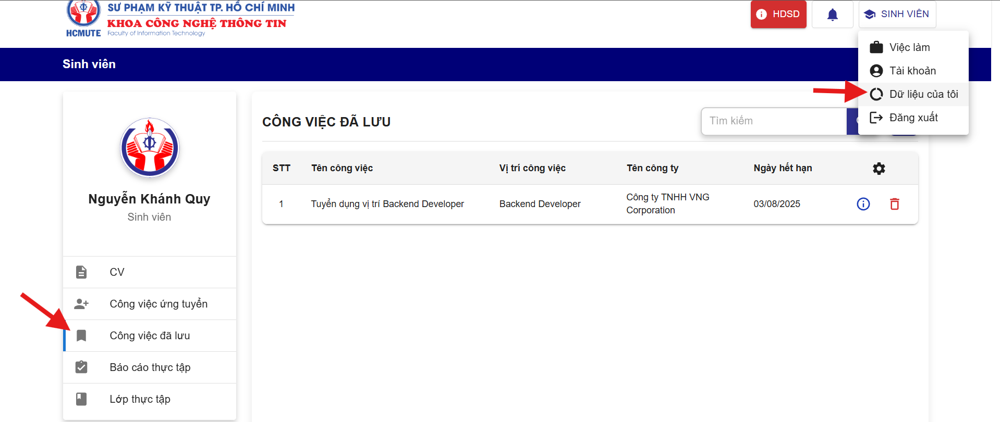 SƯ PHẠM KỸ THUẬT TP. HỒ CHÍ MINH
KHOA CÔNG NGHỆ THÔNG TIN
HCMUTE
Faculty of Information Technology
HDSD
SINH VIÊN
Việc làm
Tài khoản
Dữ liệu của tôi
Đăng xuất
Sinh viên
Nguyễn Khánh Quy
Sinh viên
CV
Công việc ứng tuyển
Công việc đã lưu
Báo cáo thực tập
Lớp thực tập
CÔNG VIỆC ĐÃ LƯU
Tìm kiếm
STT Tên công việc Vị trí công việc Tên công ty Ngày hết hạn
1 Tuyển dụng vị trí Backend Developer Backend Developer Công ty TNHH VNG 03/08/2025
Corporation